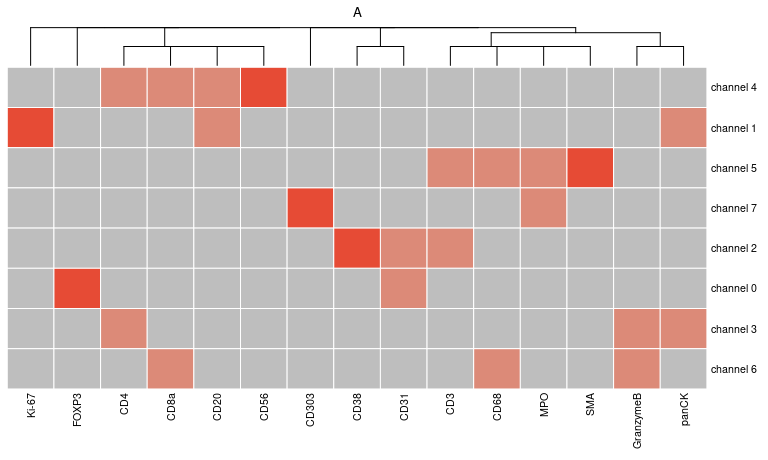 A
channel 4
channel 1
channel 5
channel 7
channel 2
channel 0
channel 3
channel 6
Ki-67
FOXP3
CD4
CD8a
CD20
CD56
CD303
CD38
CD31
CD3
CD68
MPO
SMA
GranzymeB
panCK